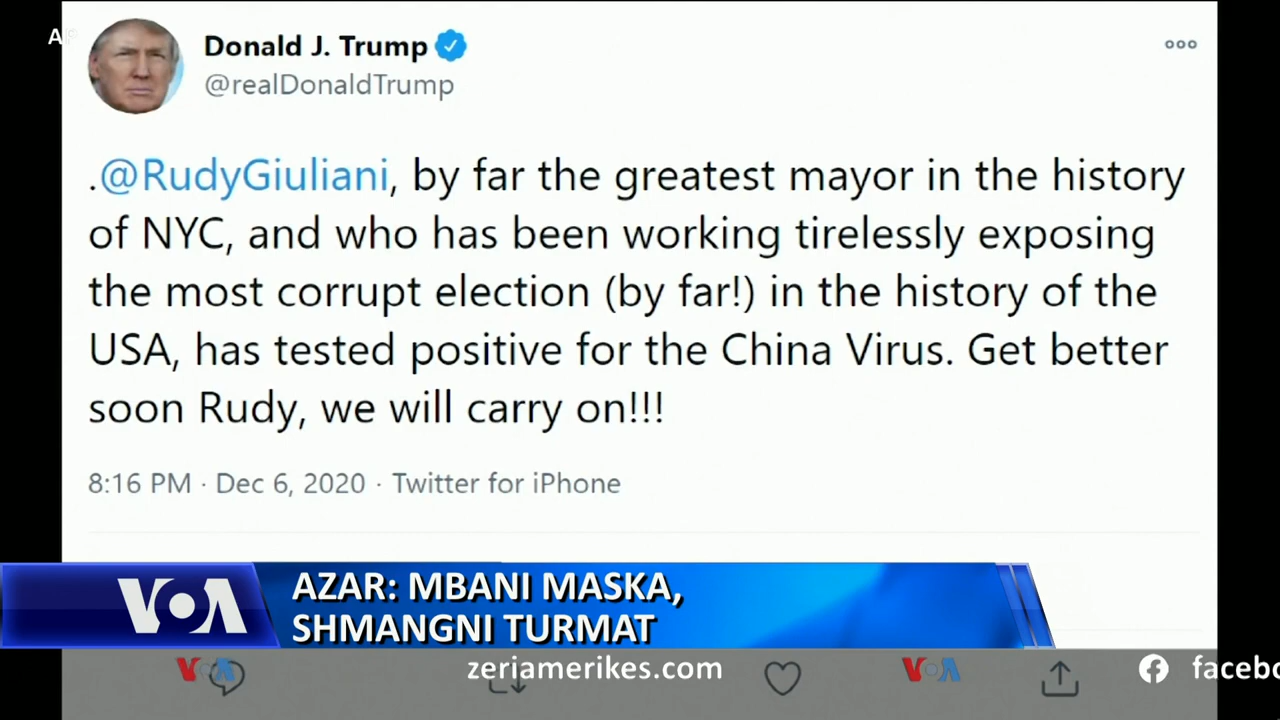 Donald J. Trump
@realDonaldTrump
.@RudyGiuliani, by far the greatest mayor in the history
of NYC, and who has been working tirelessly exposing
the most corrupt election (by far!) in the history of the
USA, has tested positive for the China Virus. Get better
soon Rudy, we will carry on!!!
8:16 PM · Dec 6, 2020 · Twitter for iPhone
VOA
AZAR: MBANI MASKA,
SHMANGNI TURMAT
VOA zeriamerikes.com VOA